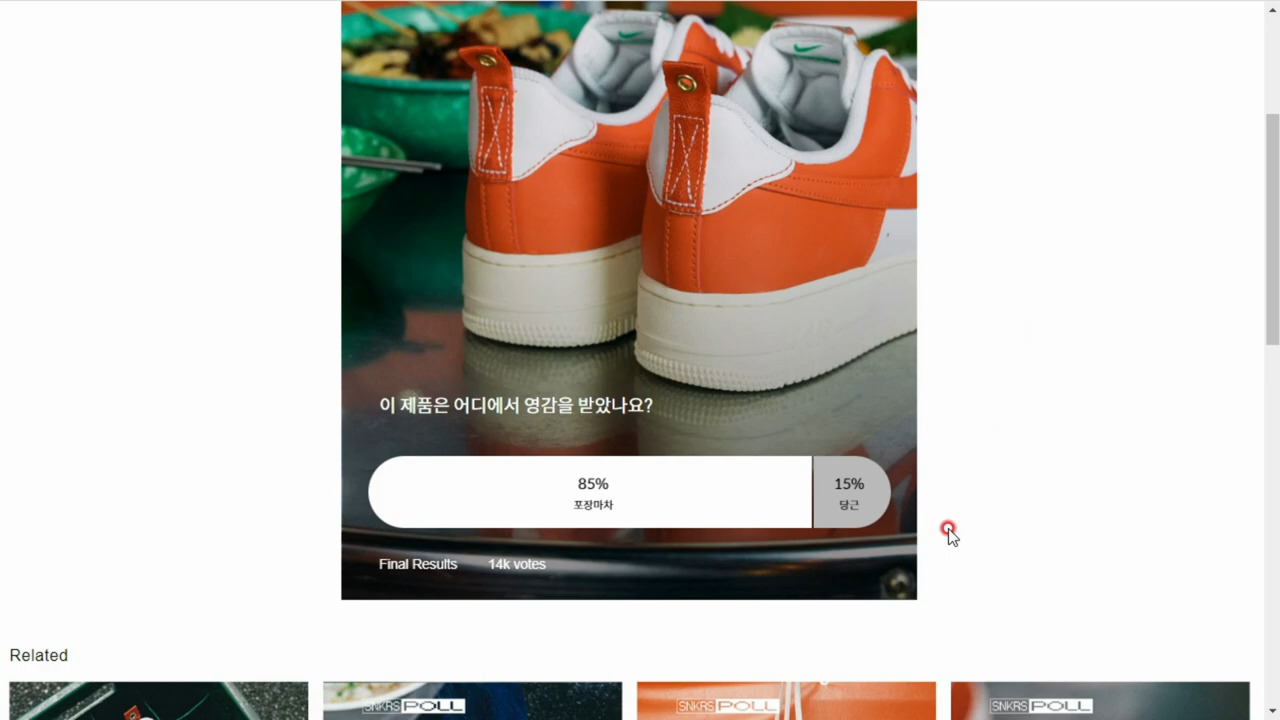 이 제품은 어디에서 영감을 받았나요?
85%
포장마차
15%
당근
Final Results
14k votes
Related
SNKRS POLL
SNKRS POLL
SNKRS POLL